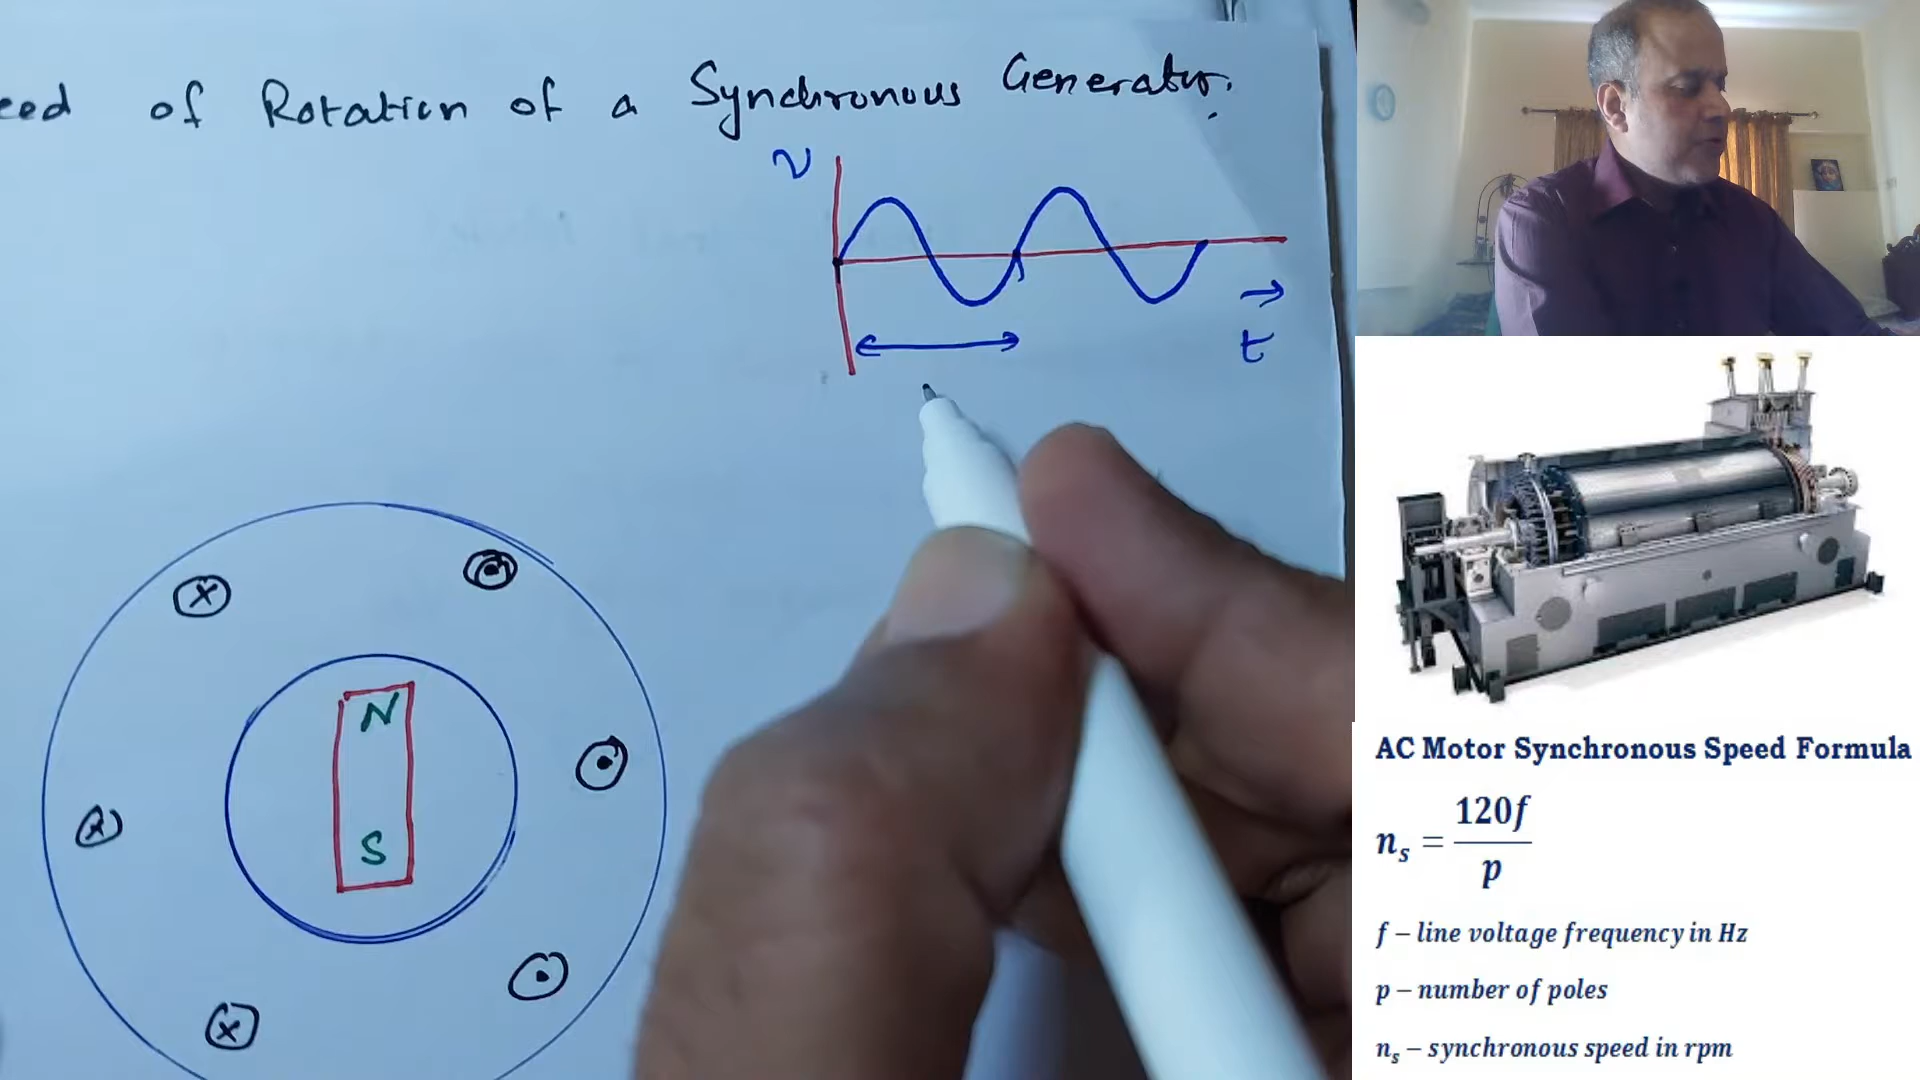 eed of Rotation of a Synchronous Generator.
v
t
N
S
AC Motor Synchronous Speed Formula
n_s = 120f / p
f – line voltage frequency in Hz
p – number of poles
n_s – synchronous speed in rpm